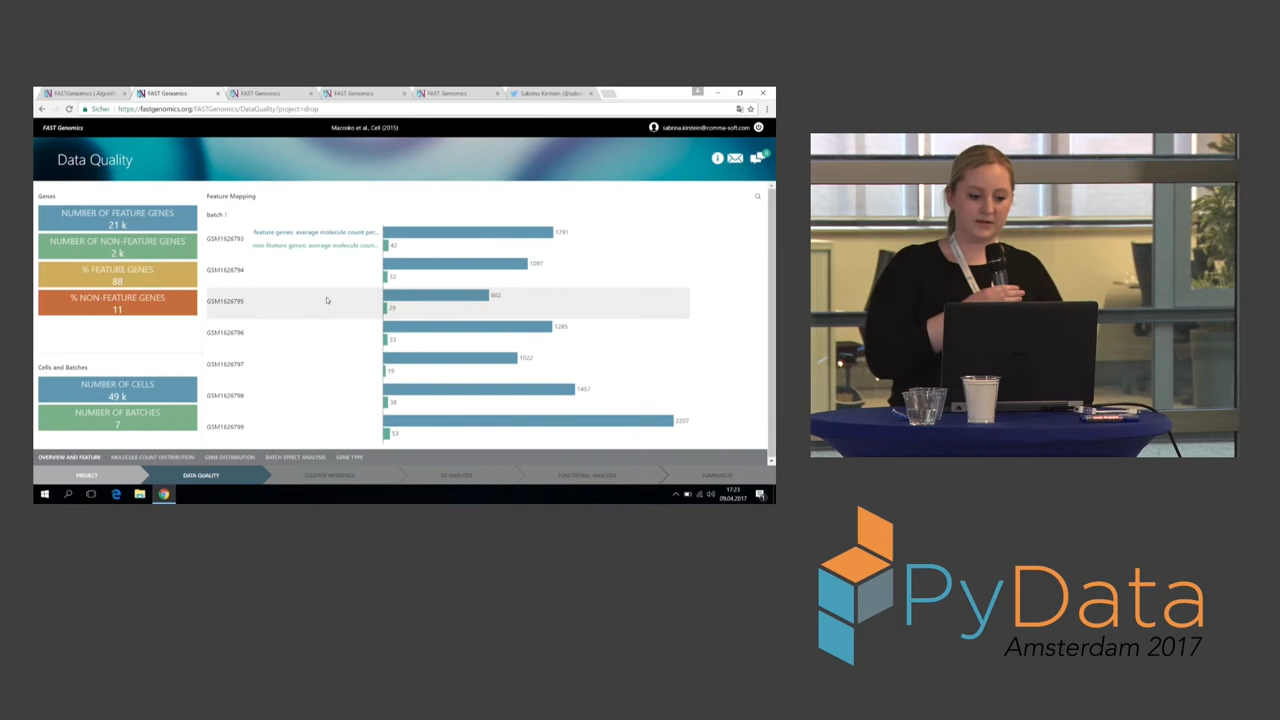 FASTGenomics | Algorith
FAST Genomics
FAST Genomics
FAST Genomics
FAST Genomics
Sabrina Kirstein (@sabri
Sicher
https://fastgenomics.org/FASTGenomics/DataQuality?project=drop
FAST Genomics
Macosko et al., Cell (2015)
sabrina.kirstein@comma-soft.com
Data Quality
Genes
NUMBER OF FEATURE GENES
21 k
NUMBER OF NON-FEATURE GENES
2 k
% FEATURE GENES
88
% NON-FEATURE GENES
11
Cells and Batches
NUMBER OF CELLS
49 k
NUMBER OF BATCHES
7
Feature Mapping
batch
GSM1626793
feature genes: average molecule count per...
1281
non-feature genes: average molecule coun...
42
GSM1626794
1097
32
GSM1626795
802
29
GSM1626796
1285
33
GSM1626797
1022
19
GSM1626798
1457
38
GSM1626799
2207
53
OVERVIEW AND FEATURE
MOLECULE COUNT DISTRIBUTION
GENE DISTRIBUTION
BATCH EFFECT ANALYSIS
GENE TYPE
PROJECT
DATA QUALITY
CLUSTER INFERENCE
DE ANALYSIS
FUNCTIONAL ANALYSIS
SUMMARIZE
17:23
09.04.2017
PyData
Amsterdam 2017